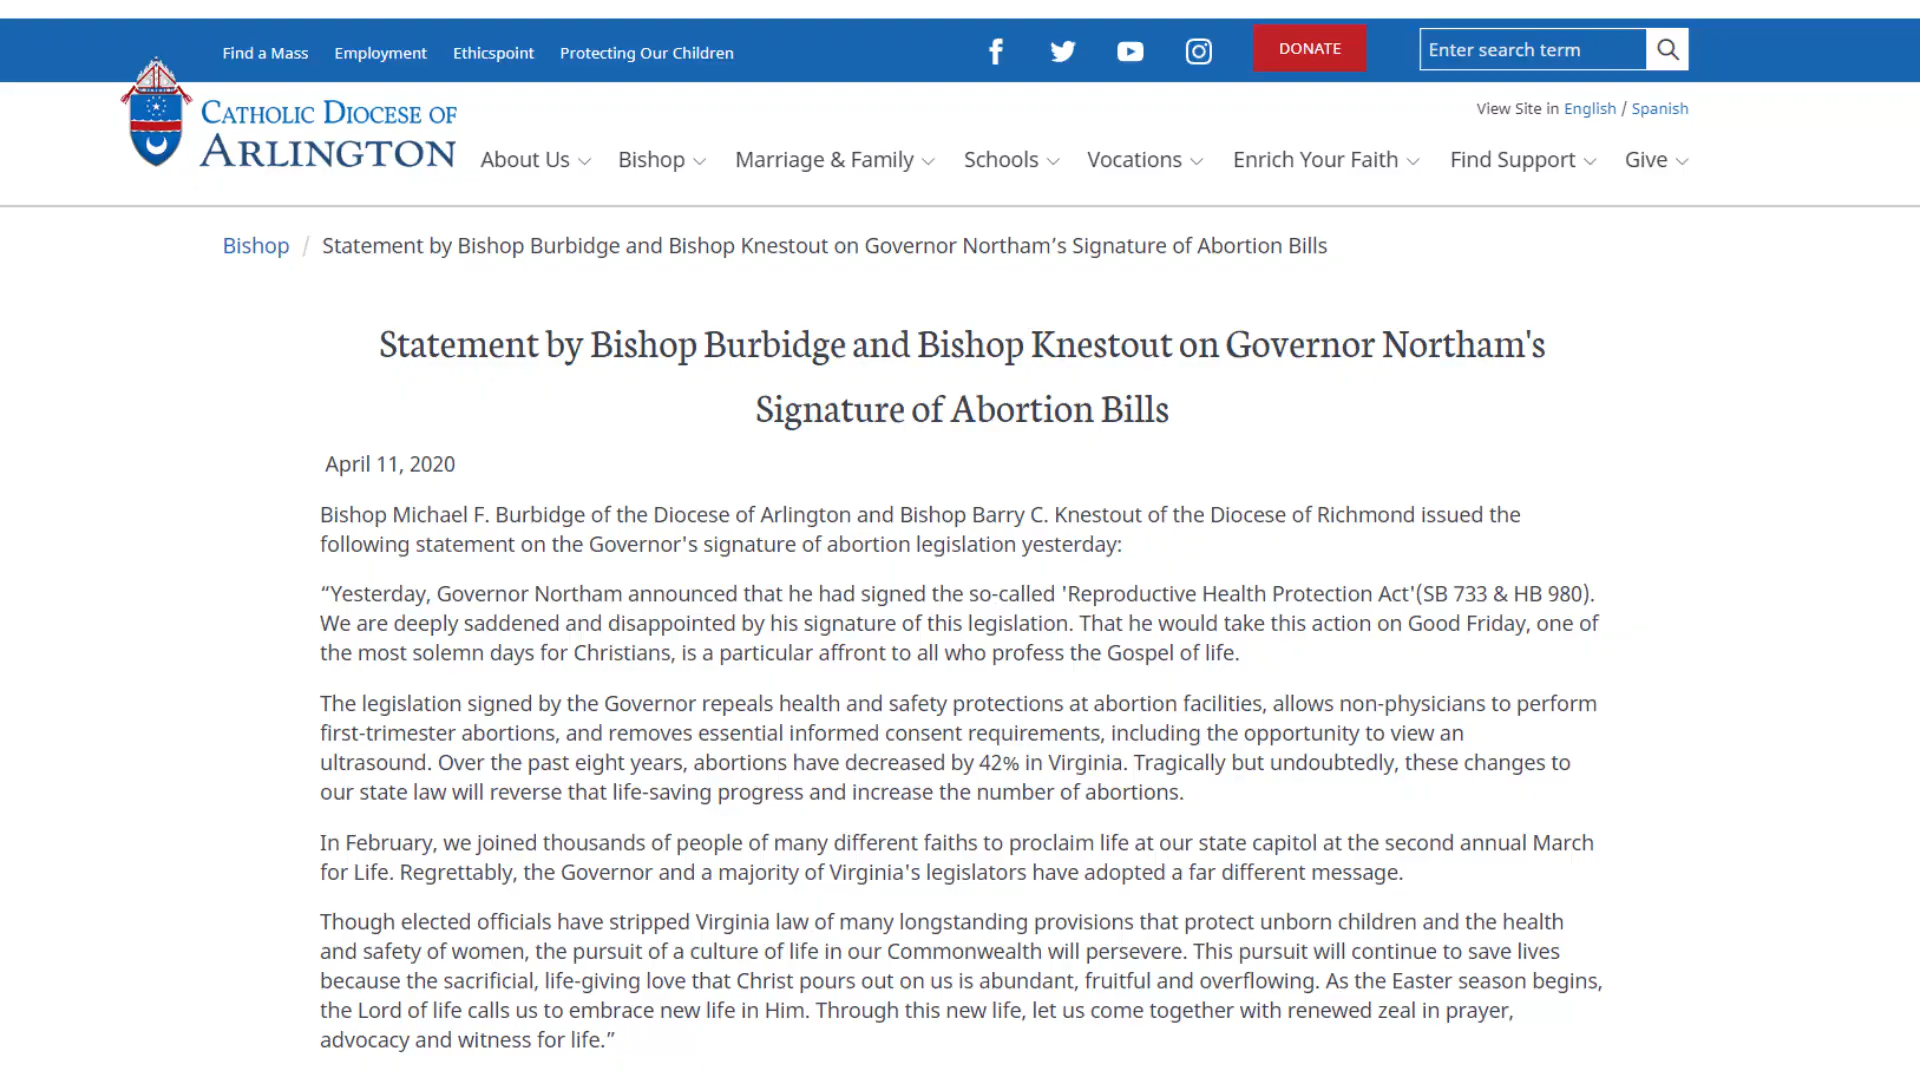 Find a Mass Employment Ethicspoint Protecting Our Children DONATE Enter search term
CATHOLIC DIOCESE OF
ARLINGTON
View Site in English / Spanish
About Us Bishop Marriage & Family Schools Vocations Enrich Your Faith Find Support Give
Bishop / Statement by Bishop Burbidge and Bishop Knestout on Governor Northam’s Signature of Abortion Bills
Statement by Bishop Burbidge and Bishop Knestout on Governor Northam's
Signature of Abortion Bills
April 11, 2020
Bishop Michael F. Burbidge of the Diocese of Arlington and Bishop Barry C. Knestout of the Diocese of Richmond issued the
following statement on the Governor's signature of abortion legislation yesterday:
“Yesterday, Governor Northam announced that he had signed the so-called 'Reproductive Health Protection Act'(SB 733 & HB 980).
We are deeply saddened and disappointed by his signature of this legislation. That he would take this action on Good Friday, one of
the most solemn days for Christians, is a particular affront to all who profess the Gospel of life.
The legislation signed by the Governor repeals health and safety protections at abortion facilities, allows non-physicians to perform
first-trimester abortions, and removes essential informed consent requirements, including the opportunity to view an
ultrasound. Over the past eight years, abortions have decreased by 42% in Virginia. Tragically but undoubtedly, these changes to
our state law will reverse that life-saving progress and increase the number of abortions.
In February, we joined thousands of people of many different faiths to proclaim life at our state capitol at the second annual March
for Life. Regrettably, the Governor and a majority of Virginia's legislators have adopted a far different message.
Though elected officials have stripped Virginia law of many longstanding provisions that protect unborn children and the health
and safety of women, the pursuit of a culture of life in our Commonwealth will persevere. This pursuit will continue to save lives
because the sacrificial, life-giving love that Christ pours out on us is abundant, fruitful and overflowing. As the Easter season begins,
the Lord of life calls us to embrace new life in Him. Through this new life, let us come together with renewed zeal in prayer,
advocacy and witness for life.”